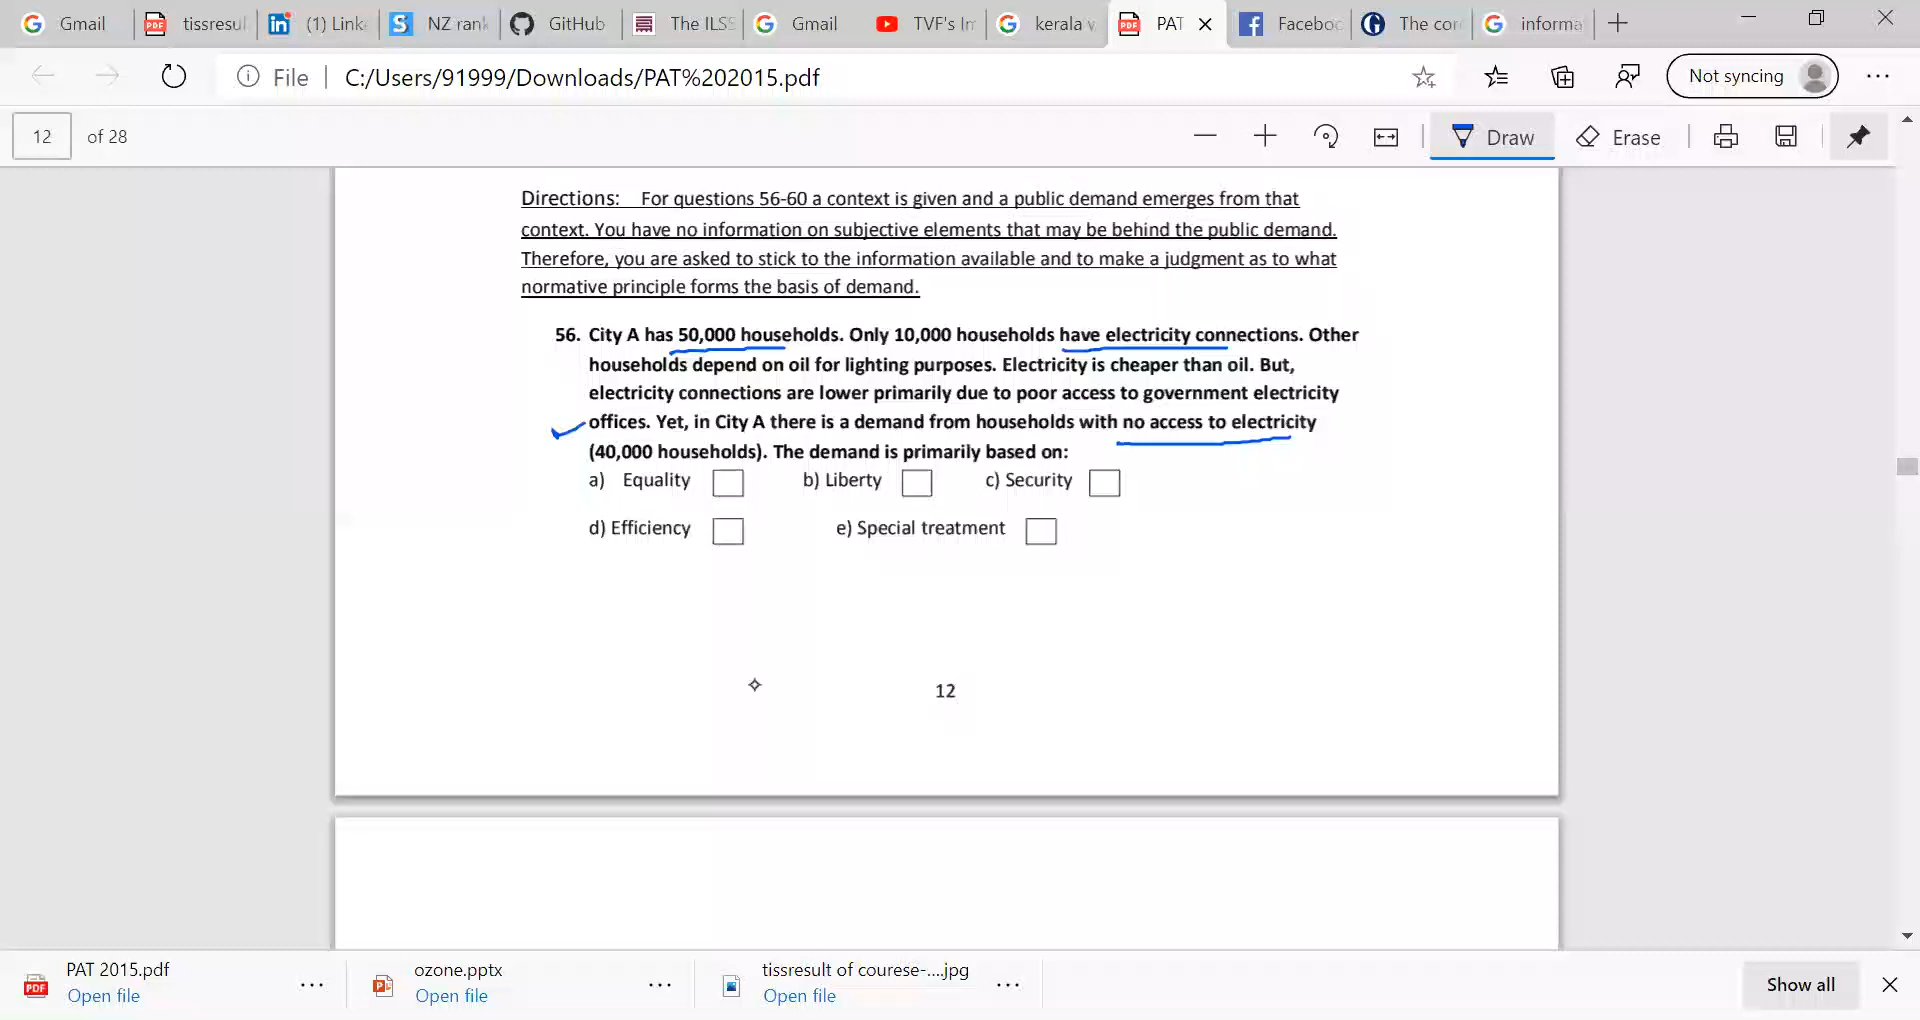 Gmail
tissresul
(1) Link
NZ rank
GitHub
The ILSS
Gmail
TVF's Im
kerala v
PAT
Faceboo
The cor
informa
File
C:/Users/91999/Downloads/PAT%202015.pdf
Not syncing
12 of 28
Draw
Erase
Directions: For questions 56-60 a context is given and a public demand emerges from that
context. You have no information on subjective elements that may be behind the public demand.
Therefore, you are asked to stick to the information available and to make a judgment as to what
normative principle forms the basis of demand.
56. City A has 50,000 households. Only 10,000 households have electricity connections. Other
households depend on oil for lighting purposes. Electricity is cheaper than oil. But,
electricity connections are lower primarily due to poor access to government electricity
offices. Yet, in City A there is a demand from households with no access to electricity
(40,000 households). The demand is primarily based on:
a) Equality b) Liberty c) Security
d) Efficiency e) Special treatment
12
PAT 2015.pdf
Open file
ozone.pptx
Open file
tissresult of courese-....jpg
Open file
Show all